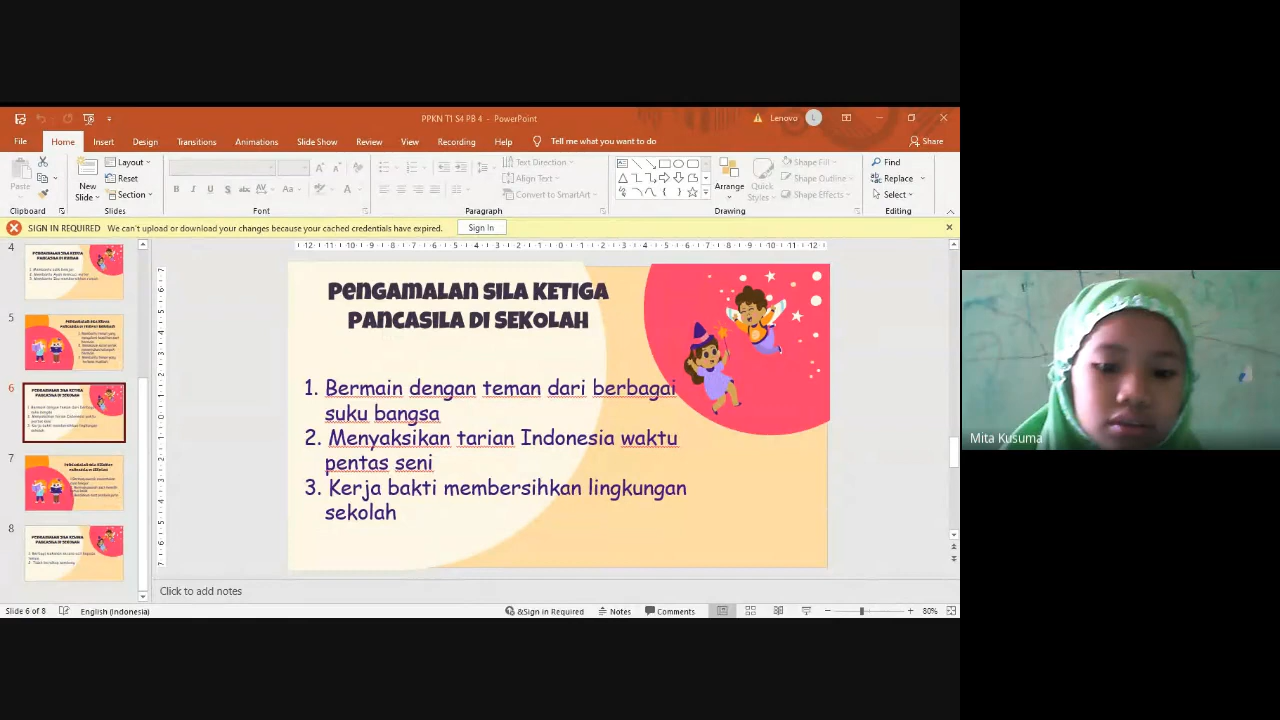 PPKN T1 S4 PB 4 - PowerPoint
Lenovo
L
File
Home
Insert
Design
Transitions
Animations
Slide Show
Review
View
Recording
Help
Tell me what you want to do
Share
Paste
New Slide
Layout
Reset
Section
Text Direction
Align Text
Convert to SmartArt
Arrange
Quick Styles
Shape Fill
Shape Outline
Shape Effects
Find
Replace
Select
Clipboard
Slides
Font
Paragraph
Drawing
Editing
SIGN IN REQUIRED We can't upload or download your changes because your cached credentials have expired.
Sign In
4
5
6
7
8
PENGAMALAN SILA KETIGA
PANCASILA DI SEKOLAH
1. Bermain dengan teman dari berbagai
suku bangsa
2. Menyaksikan tarian Indonesia waktu
pentas seni
3. Kerja bakti membersihkan lingkungan
sekolah
Mita Kusuma
Click to add notes
Slide 6 of 8
English (Indonesia)
&Sign in Required
Notes
Comments
80%